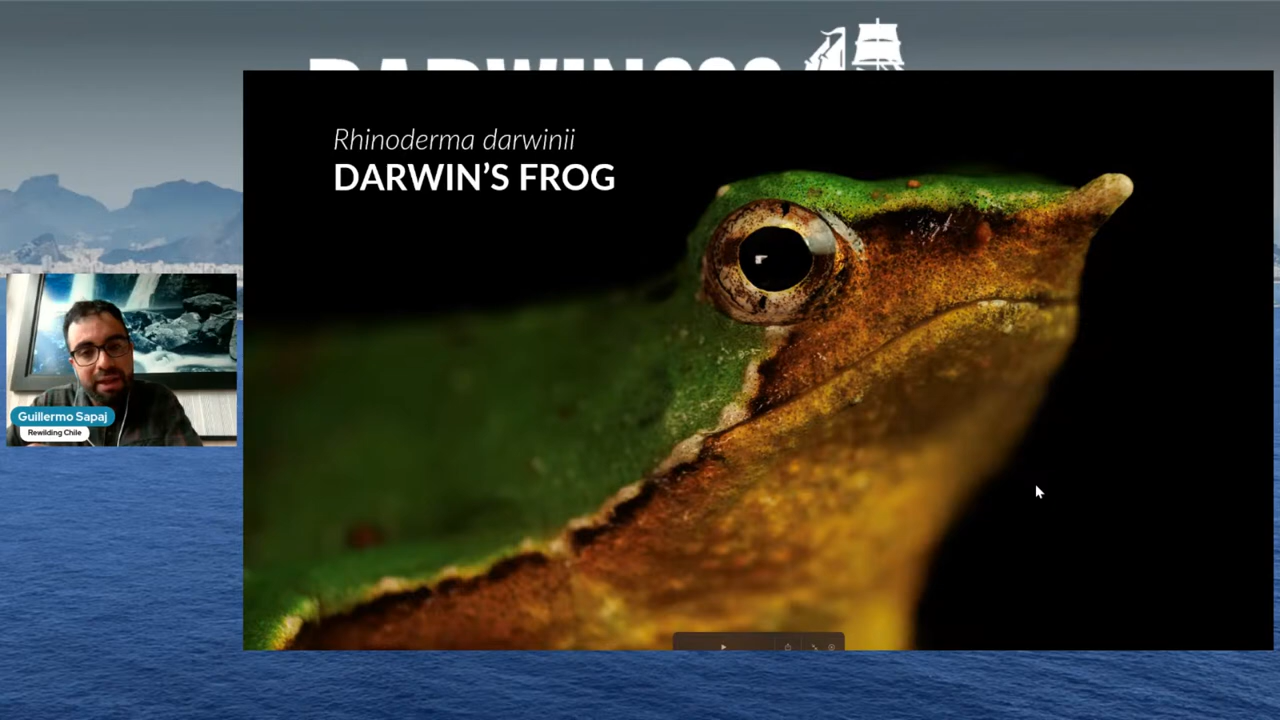 Rhinoderma darwinii
DARWIN’S FROG
Guillermo Sapaj
Rewilding Chile